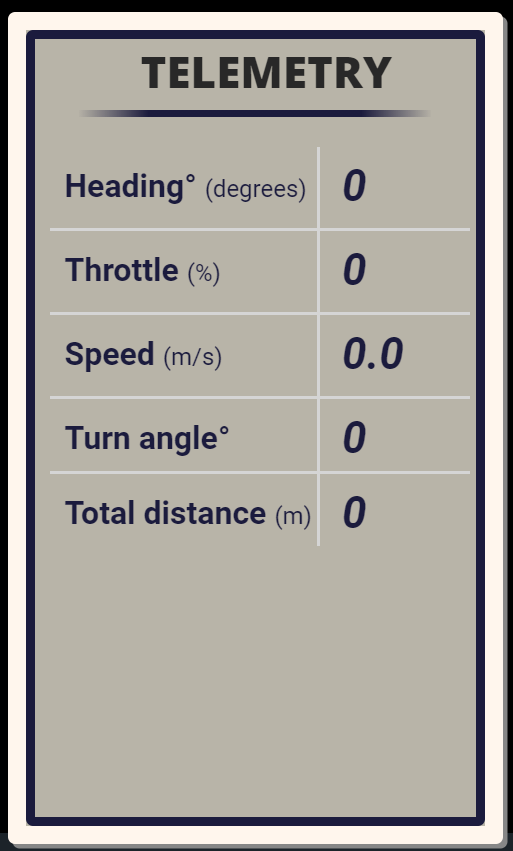 TELEMETRY
Heading° (degrees) 0
Throttle (%) 0
Speed (m/s) 0.0
Turn angle° 0
Total distance (m) 0